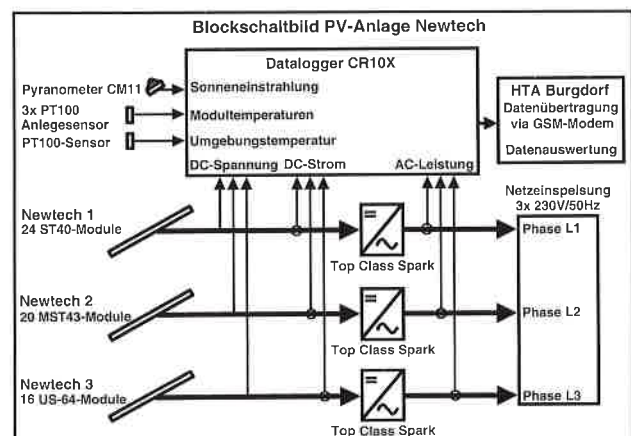 Blockschaltbild PV-Anlage Newtech
Datalogger CR10X
Pyranometer CM11
Sonneneinstrahlung
3x PT100
Anlegesensor
Modultemperaturen
PT100-Sensor
Umgebungstemperatur
DC-Spannung DC-Strom AC-Leistung
HTA Burgdorf
Datenübertragung
via GSM-Modem
Datenauswertung
Netzeinspeisung
3x 230V/50Hz
Newtech 1
24 ST40-Module
Top Class Spark
Phase L1
Newtech 2
20 MST43-Module
Top Class Spark
Phase L2
Newtech 3
16 US-64-Module
Top Class Spark
Phase L3